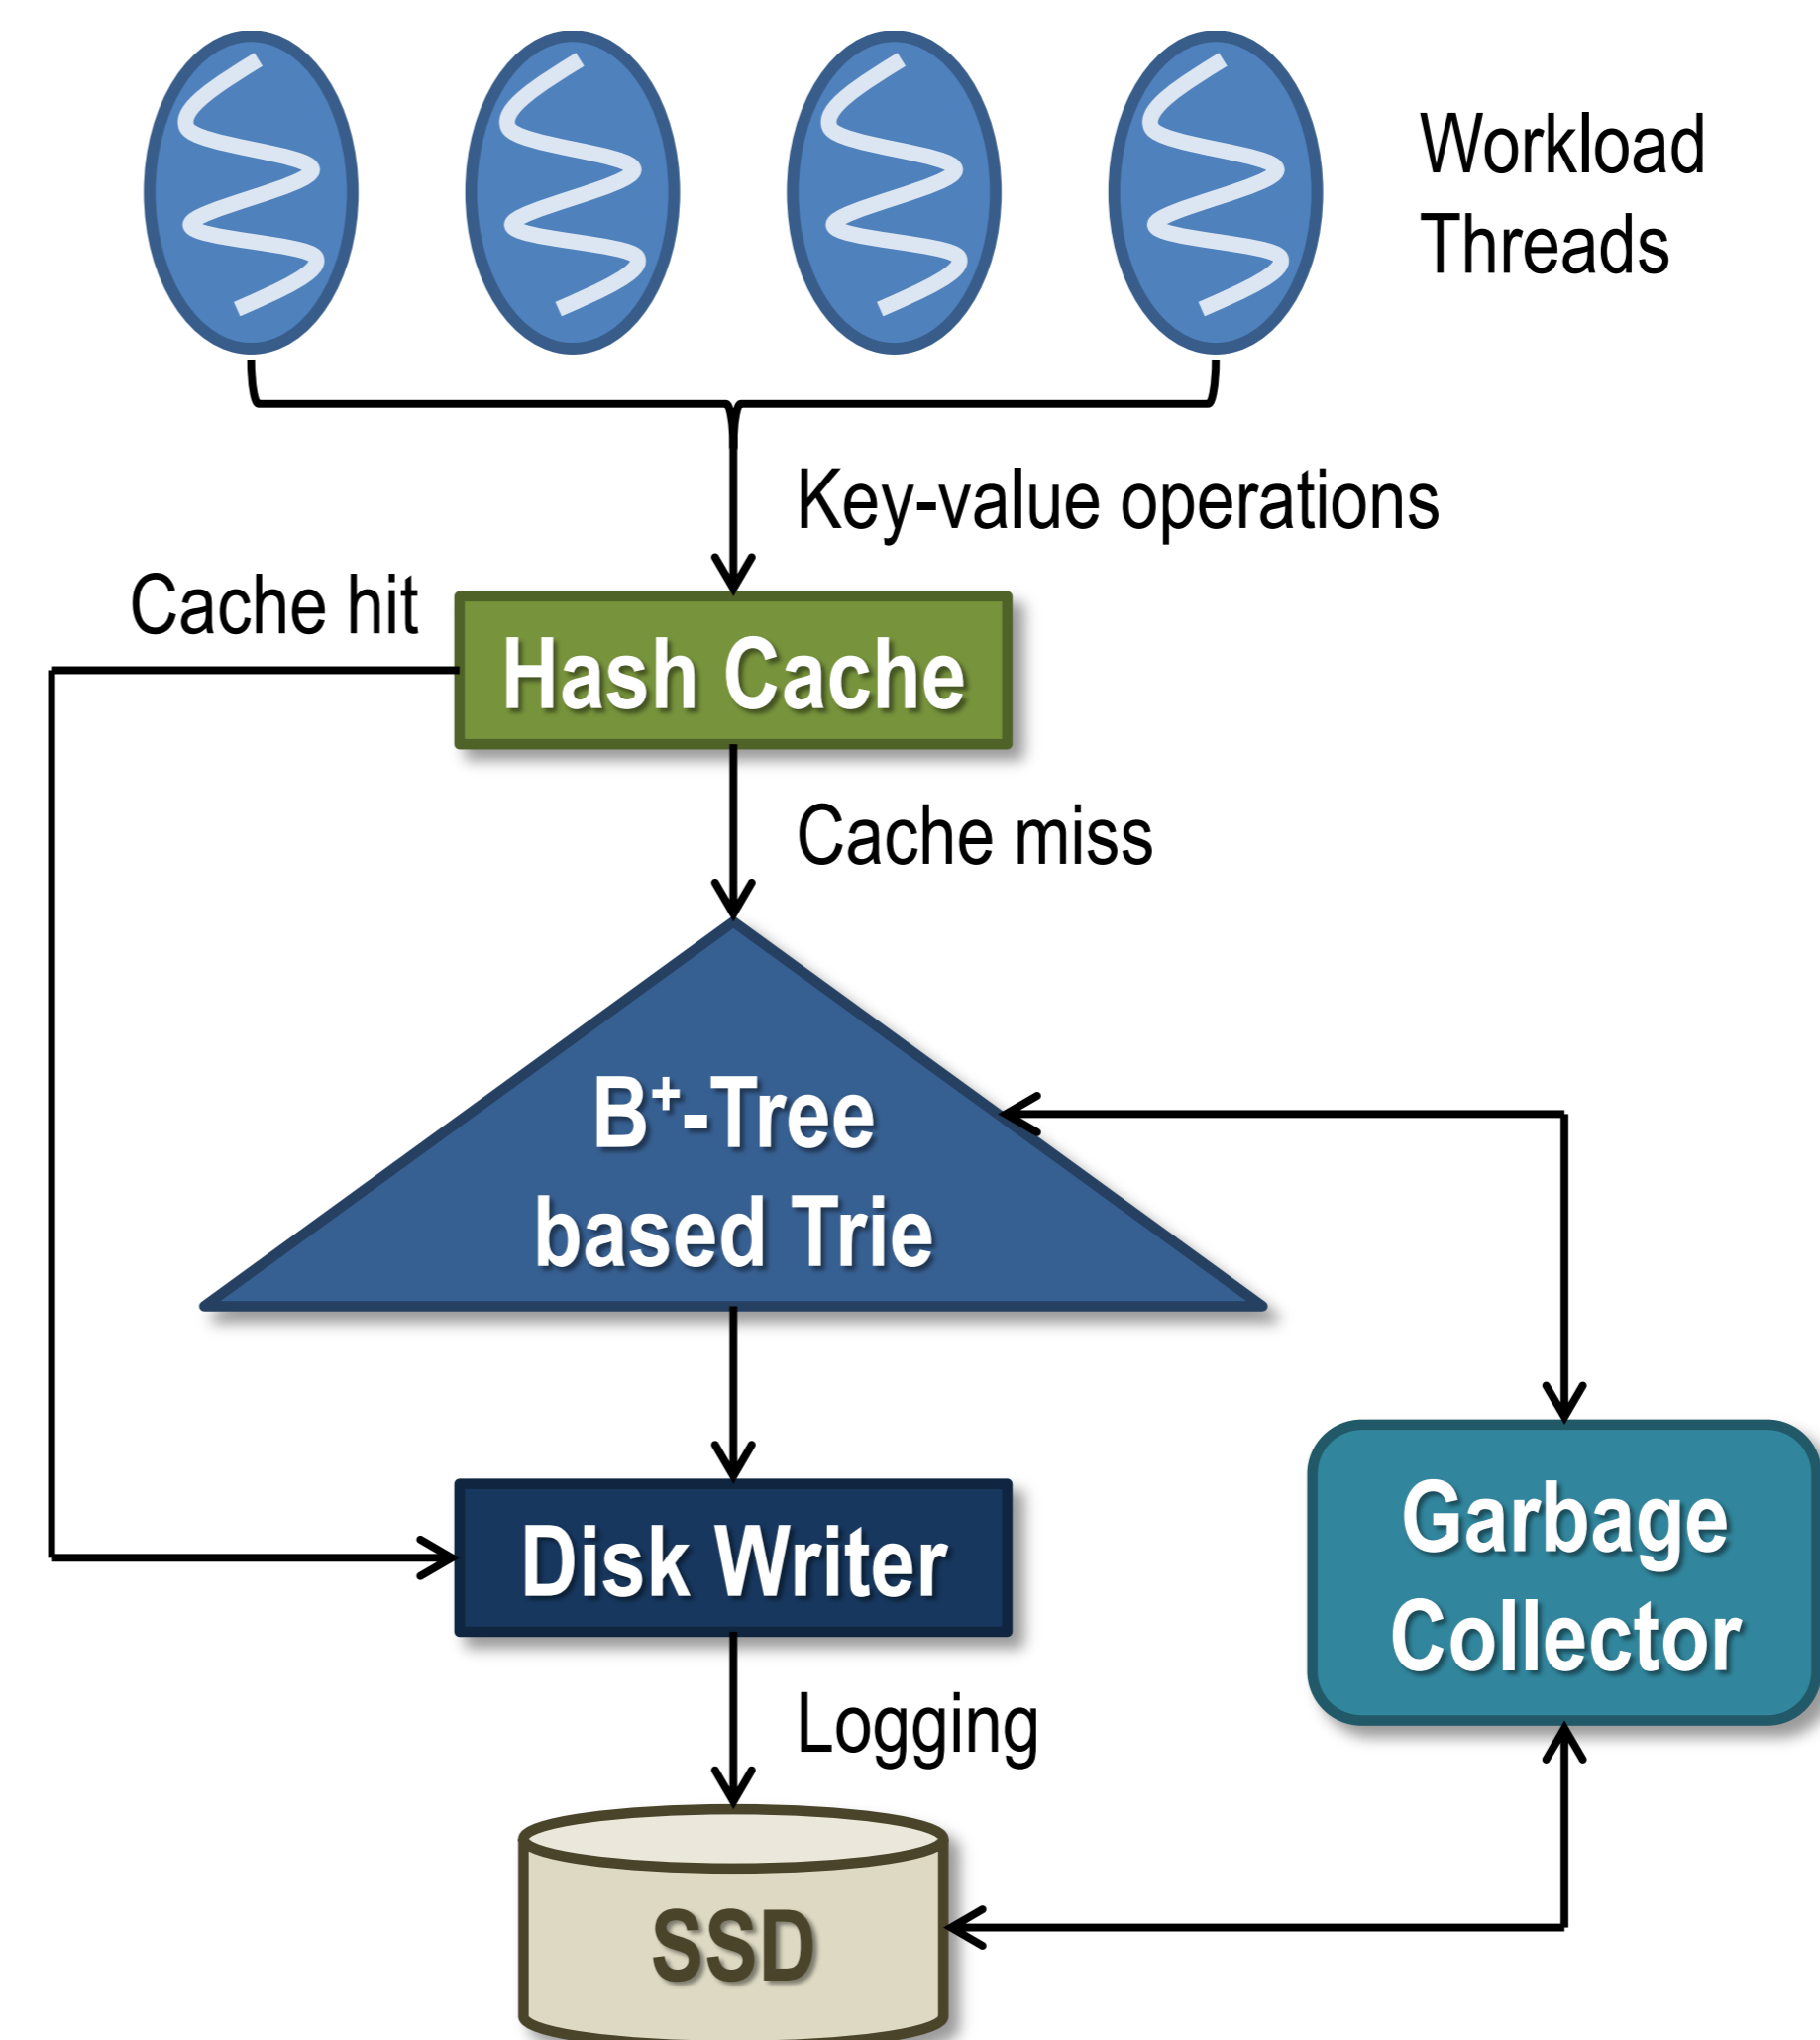 Workload
Threads
Key-value operations
Cache hit
Hash Cache
Cache miss
B⁺-Tree
based Trie
Disk Writer
Garbage
Collector
Logging
SSD